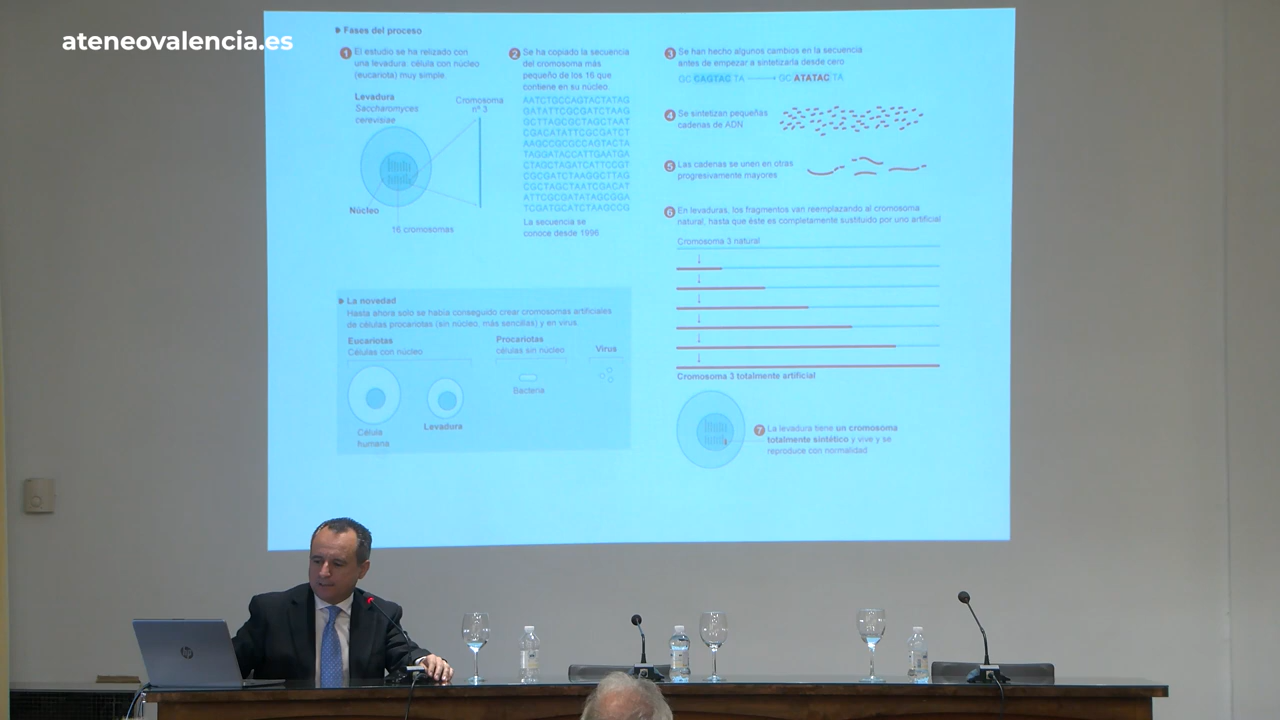 ateneovalencia.es
Fases del proceso
1 El estudio se ha relizado con
una levadura: célula con núcleo
(eucariota) muy simple.
Levadura
Saccharomyces
cerevisiae
Cromosoma
nº 3
Núcleo
16 cromosomas
2 Se ha copiado la secuencia
del cromosoma más
pequeño de los 16 que
contiene en su núcleo.
AATCTGCCAGTACTATAG
GATATTCGCGATCTAAG
GCTTAGCGCTAGCTAAT
CGACATATTCGCGATCT
AAGCCGCGCCAGTACTA
TAGGATACCATTGAATGA
CTAGCTAGATCATTCCGT
CGCGATCTAAGGCTTAG
CGCTAGCTAATCGACAT
ATTCGCGATATAGCGGA
TCGATGCATCTAAGCCG
La secuencia se
conoce desde 1996
3 Se han hecho algunos cambios en la secuencia
antes de empezar a sintetizarla desde cero
GC CAGTAC TA GC ATATAC TA
4 Se sintetizan pequeñas
cadenas de ADN
5 Las cadenas se unen en otras
progresivamente mayores
6 En levaduras, los fragmentos van reemplazando al cromosoma
natural, hasta que éste es completamente sustituido por uno artificial
Cromosoma 3 natural
Cromosoma 3 totalmente artificial
7 La levadura tiene un cromosoma
totalmente sintético y vive y se
reproduce con normalidad
La novedad
Hasta ahora solo se había conseguido crear cromosomas artificiales
de células procariotas (sin núcleo, más sencillas) y en virus.
Eucariotas
Células con núcleo
Procariotas
células sin núcleo
Virus
Bacteria
Célula
humana
Levadura
hp